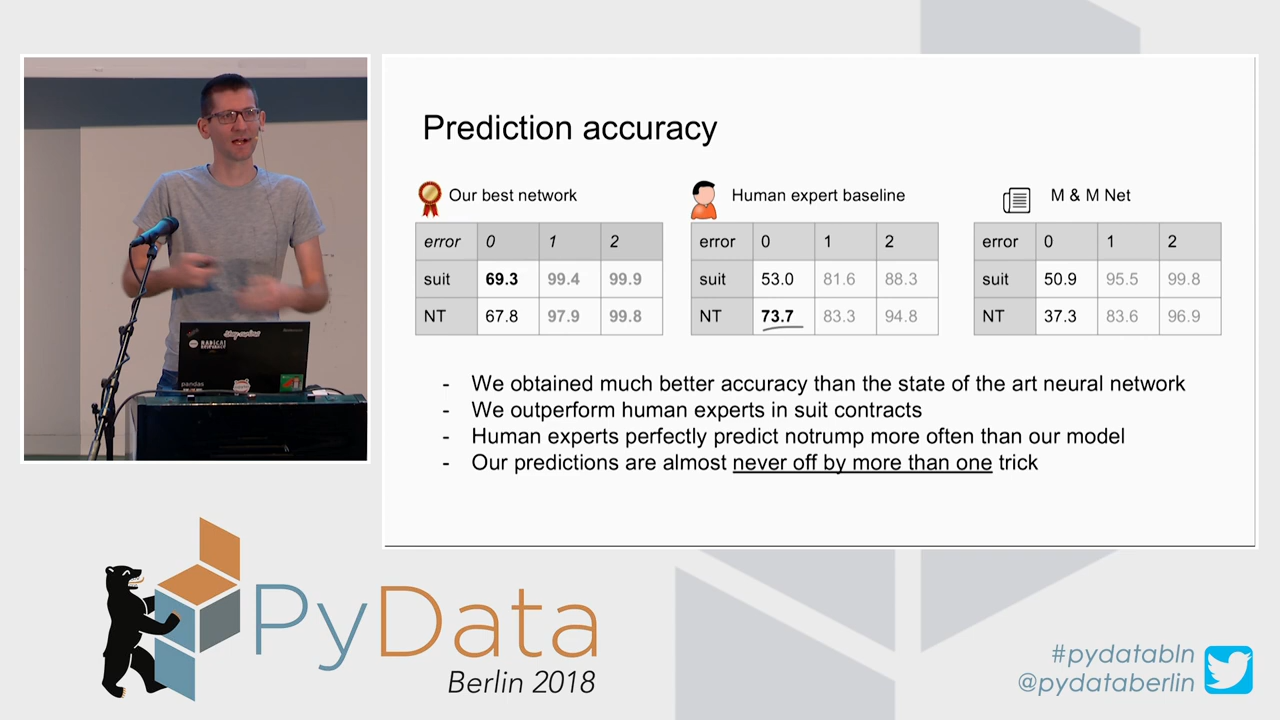 Prediction accuracy
Our best network
error 0 1 2
suit 69.3 99.4 99.9
NT 67.8 97.9 99.8
Human expert baseline
error 0 1 2
suit 53.0 81.6 88.3
NT 73.7 83.3 94.8
M & M Net
error 0 1 2
suit 50.9 95.5 99.8
NT 37.3 83.6 96.9
- We obtained much better accuracy than the state of the art neural network
- We outperform human experts in suit contracts
- Human experts perfectly predict notrump more often than our model
- Our predictions are almost never off by more than one trick
pandas
PyData
Berlin 2018
#pydatabln
@pydataberlin